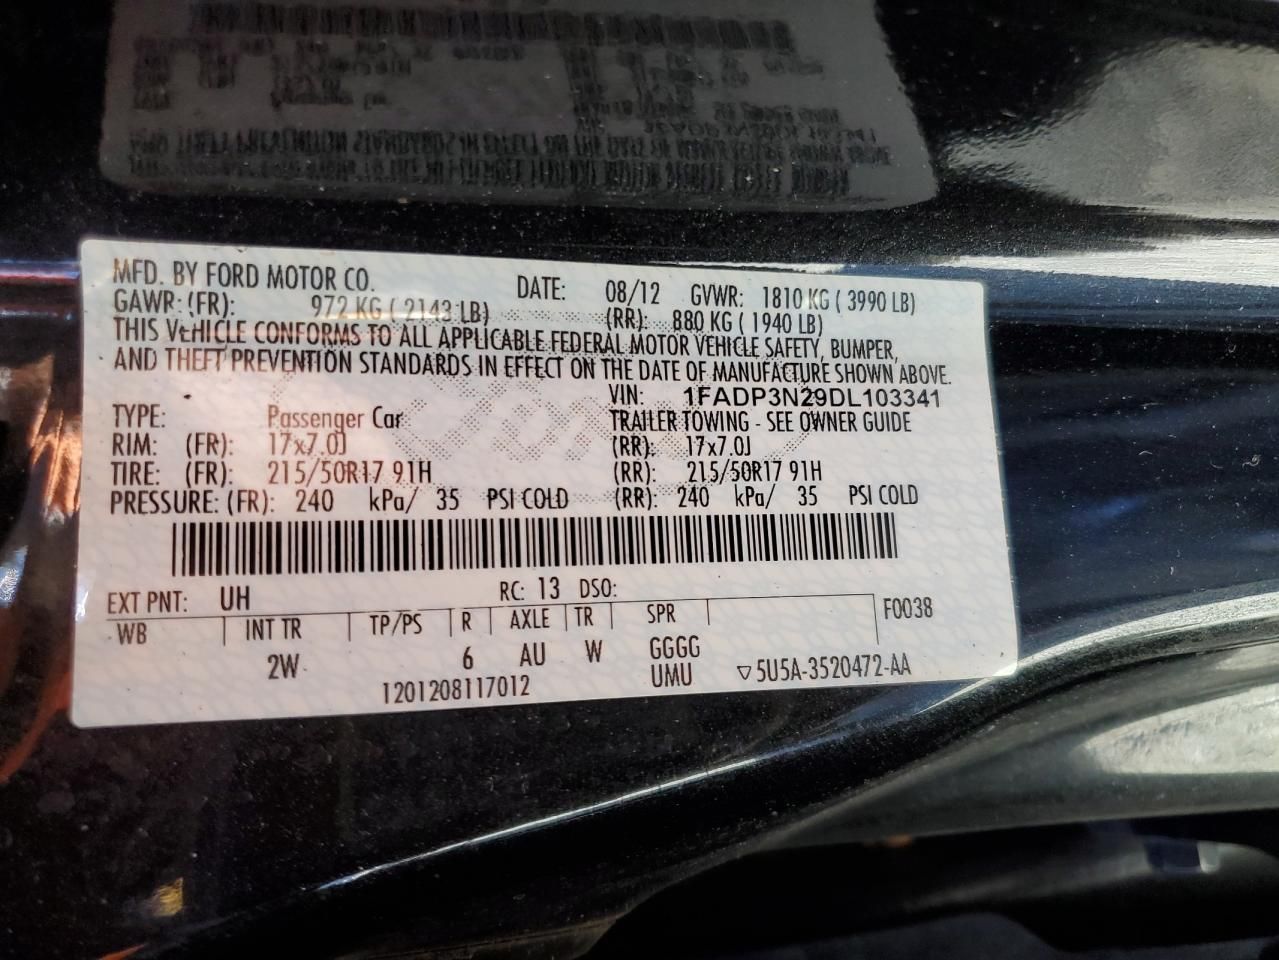 MFD. BY FORD MOTOR CO. DATE: 08/12 GVWR: 1810 KG ( 3990 LB)
GAWR: (FR): 972 KG ( 2143 LB) (RR): 880 KG ( 1940 LB)
THIS VEHICLE CONFORMS TO ALL APPLICABLE FEDERAL MOTOR VEHICLE SAFETY, BUMPER,
AND THEFT PREVENTION STANDARDS IN EFFECT ON THE DATE OF MANUFACTURE SHOWN ABOVE.
VIN: 1FADP3N29DL103341
TYPE: Passenger Car TRAILER TOWING - SEE OWNER GUIDE
RIM: (FR): 17x7.0J (RR): 17x7.0J
TIRE: (FR): 215/50R17 91H (RR): 215/50R17 91H
PRESSURE: (FR): 240 kPa/ 35 PSI COLD (RR): 240 kPa/ 35 PSI COLD
EXT PNT: UH RC: 13 DSO: F0038
WB INT TR TP/PS R AXLE TR SPR
2W 6 AU W GGGG
1201208117012 UMU ▽5U5A-3520472-AA